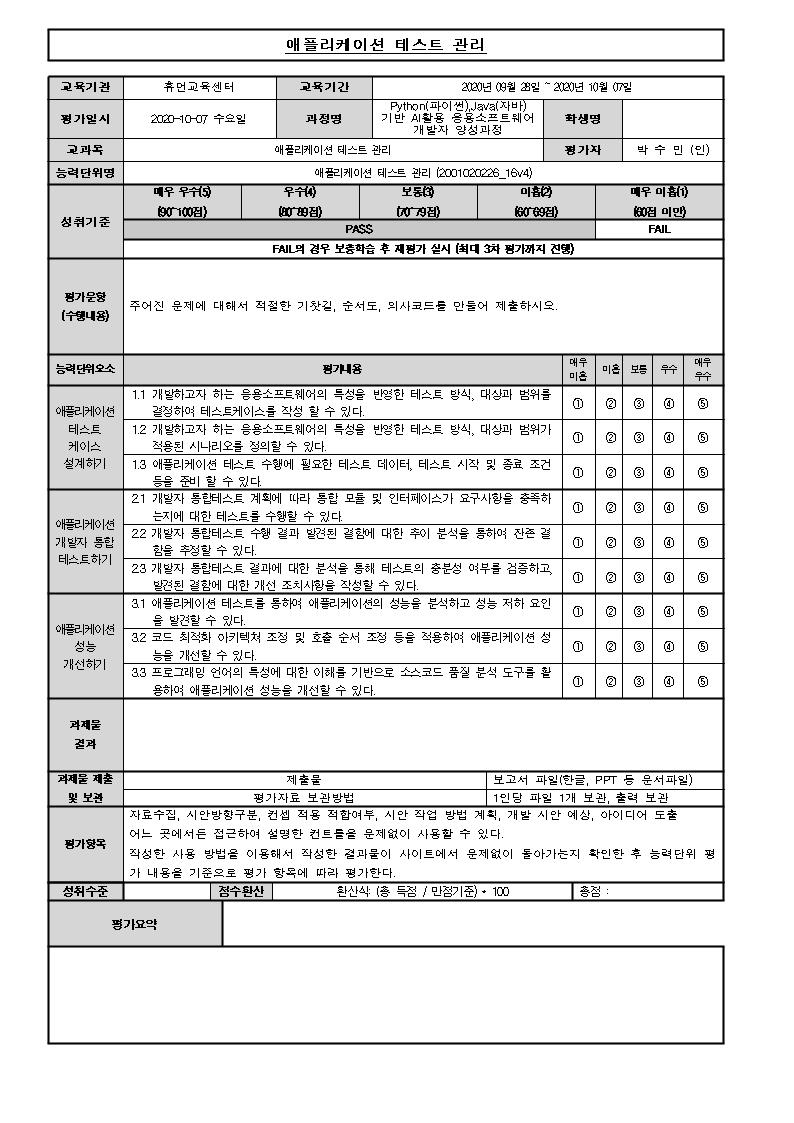 애플리케이션 테스트 관리
교육기관 휴먼교육센터 교육기간 2020년 09월 28일 ~ 2020년 10월 07일
평가일시 2020-10-07 수요일 과정명 Python(파이썬),Java(자바) 기반 AI활용 응용소프트웨어 개발자 양성과정 학생명
교과목 애플리케이션 테스트 관리 평가자 박 수 민 (인)
능력단위명 애플리케이션 테스트 관리 (2001020226_16v4)
성취기준
매우 우수(5) 우수(4) 보통(3) 미흡(2) 매우 미흡(1)
(90~100점) (80~89점) (70~79점) (60~69점) (60점 미만)
PASS FAIL
FAIL의 경우 보충학습 후 재평가 실시 (최대 3차 평가까지 진행)
평가문항
(수행내용)
주어진 문제에 대해서 적절한 기찻길, 순서도, 의사코드를 만들어 제출하시오.
능력단위요소 평가내용 매우 미흡 미흡 보통 우수 매우 우수
애플리케이션
테스트
케이스
설계하기
1.1 개발하고자 하는 응용소프트웨어의 특성을 반영한 테스트 방식, 대상과 범위를
결정하여 테스트케이스를 작성 할 수 있다.
① ② ③ ④ ⑤
1.2 개발하고자 하는 응용소프트웨어의 특성을 반영한 테스트 방식, 대상과 범위가
적용된 시나리오를 정의할 수 있다.
① ② ③ ④ ⑤
1.3 애플리케이션 테스트 수행에 필요한 테스트 데이터, 테스트 시작 및 종료 조건
등을 준비 할 수 있다.
① ② ③ ④ ⑤
애플리케이션
개발자 통합
테스트하기
2.1 개발자 통합테스트 계획에 따라 통합 모듈 및 인터페이스가 요구사항을 충족하
는지에 대한 테스트를 수행할 수 있다.
① ② ③ ④ ⑤
2.2 개발자 통합테스트 수행 결과 발견된 결함에 대한 추이 분석을 통하여 잔존 결
함을 추정할 수 있다.
① ② ③ ④ ⑤
2.3 개발자 통합테스트 결과에 대한 분석을 통해 테스트의 충분성 여부를 검증하고,
발견된 결함에 대한 개선 조치사항을 작성할 수 있다.
① ② ③ ④ ⑤
애플리케이션
성능
개선하기
3.1 애플리케이션 테스트를 통하여 애플리케이션의 성능을 분석하고 성능 저하 요인
을 발견할 수 있다.
① ② ③ ④ ⑤
3.2 코드 최적화 아키텍처 조정 및 호출 순서 조정 등을 적용하여 애플리케이션 성
능을 개선할 수 있다.
① ② ③ ④ ⑤
3.3 프로그래밍 언어의 특성에 대한 이해를 기반으로 소스코드 품질 분석 도구를 활
용하여 애플리케이션 성능을 개선할 수 있다.
① ② ③ ④ ⑤
과제물
결과
과제물 제출
및 보관
제출물 보고서 파일(한글, PPT 등 문서파일)
평가자료 보관방법 1인당 파일 1개 보관, 출력 보관
평가항목
자료수집, 시안방향구분, 컨셉 적용 적합여부, 시안 작업 방법 계획, 개발 시안 예상, 아이디어 도출
어느 곳에서든 접근하여 설명한 컨트롤을 문제없이 사용할 수 있다.
작성한 사용 방법을 이용해서 작성한 결과물이 사이트에서 문제없이 돌아가는지 확인한 후 능력단위 평
가 내용을 기준으로 평가 항목에 따라 평가한다.
성취수준 점수환산 환산식: (총 득점 / 만점기준) * 100 총점 :
평가요약